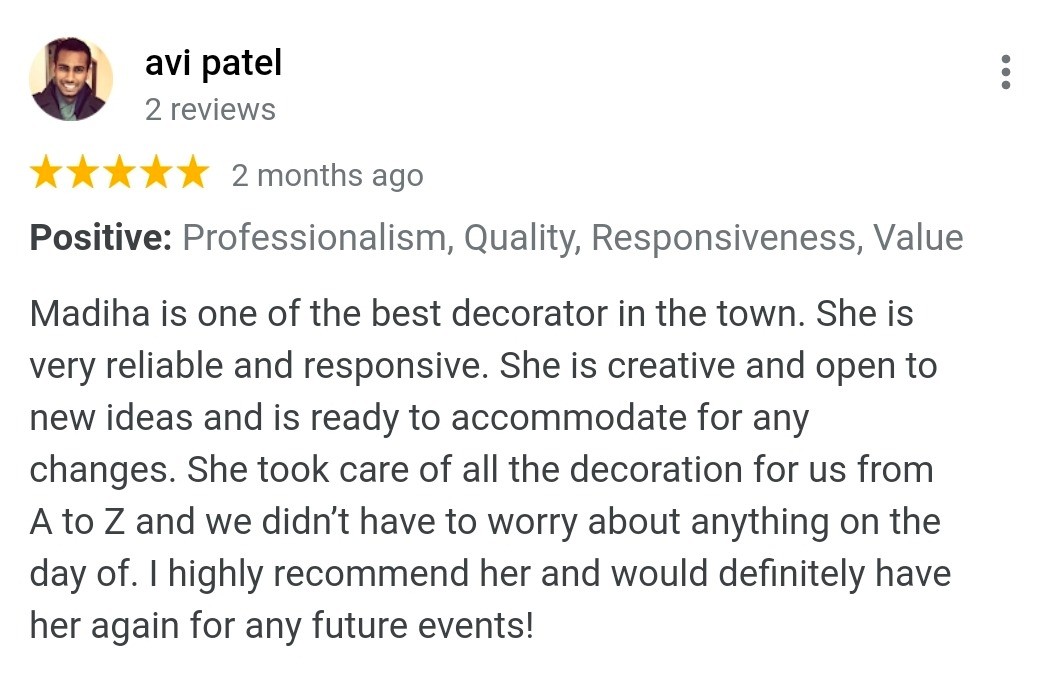 avi patel
2 reviews
2 months ago
Positive: Professionalism, Quality, Responsiveness, Value
Madiha is one of the best decorator in the town. She is
very reliable and responsive. She is creative and open to
new ideas and is ready to accommodate for any
changes. She took care of all the decoration for us from
A to Z and we didn’t have to worry about anything on the
day of. I highly recommend her and would definitely have
her again for any future events!